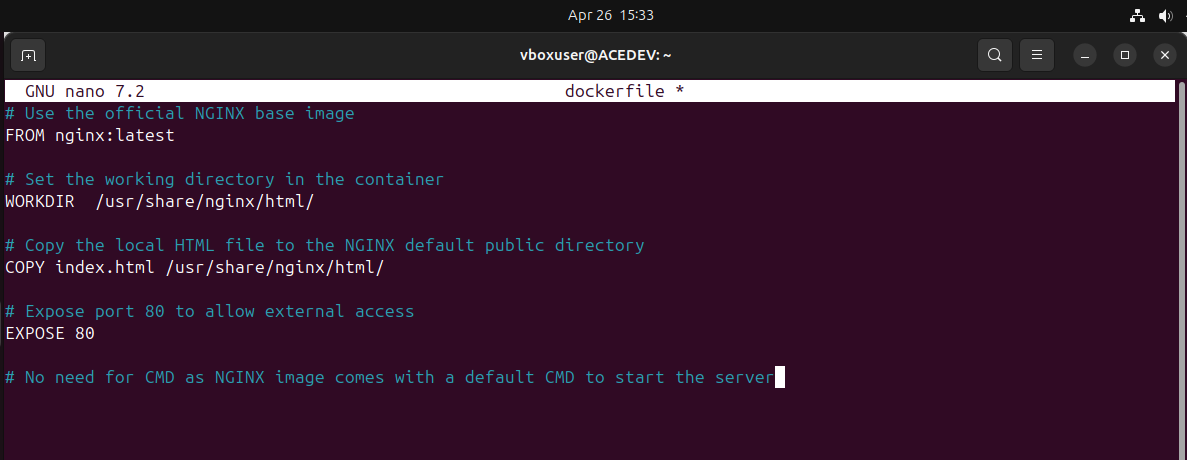 Apr 26 15:33
vboxuser@ACEDEV: ~
GNU nano 7.2 dockerfile *
# Use the official NGINX base image
FROM nginx:latest
# Set the working directory in the container
WORKDIR  /usr/share/nginx/html/
# Copy the local HTML file to the NGINX default public directory
COPY index.html /usr/share/nginx/html/
# Expose port 80 to allow external access
EXPOSE 80
# No need for CMD as NGINX image comes with a default CMD to start the server